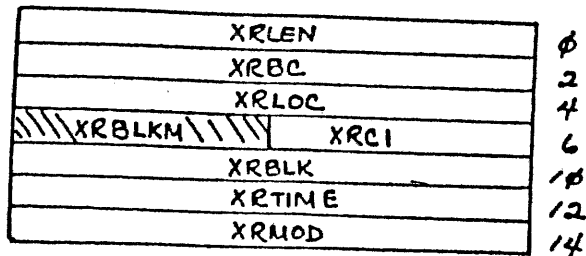 XRLEN 0
XRBC 2
XRLOC 4
XRBLKM XRCI 6
XRBLK 10
XRTIME 12
XRMOD 14